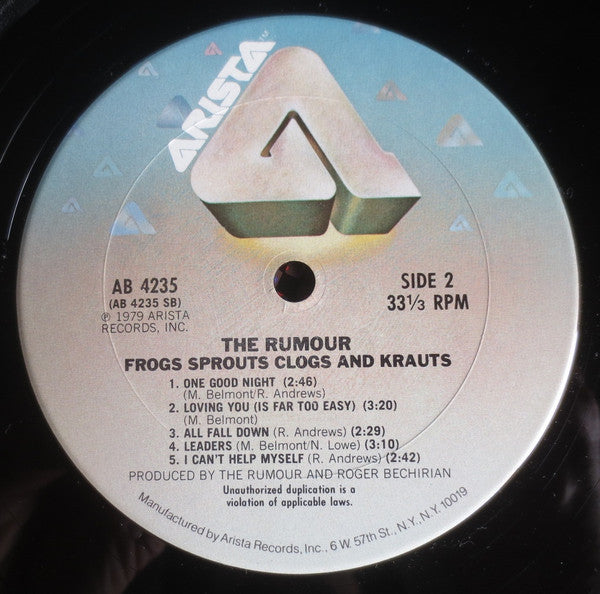 ARISTA
AB 4235
(AB 4235 SB)
℗ 1979 ARISTA
RECORDS, INC.
SIDE 2
33⅓ RPM
THE RUMOUR
FROGS SPROUTS CLOGS AND KRAUTS
1. ONE GOOD NIGHT (2:46)
(M. Belmont/R. Andrews)
2. LOVING YOU (IS FAR TOO EASY) (3:20)
(M. Belmont)
3. ALL FALL DOWN (R. Andrews) (2:29)
4. LEADERS (M. Belmont/N. Lowe) (3:10)
5. I CAN'T HELP MYSELF (R. Andrews) (2:42)
PRODUCED BY THE RUMOUR AND ROGER BECHIRIAN
Unauthorized duplication is a
violation of applicable laws.
Manufactured by Arista Records, Inc., 6 W. 57th St., N.Y., N.Y. 10019